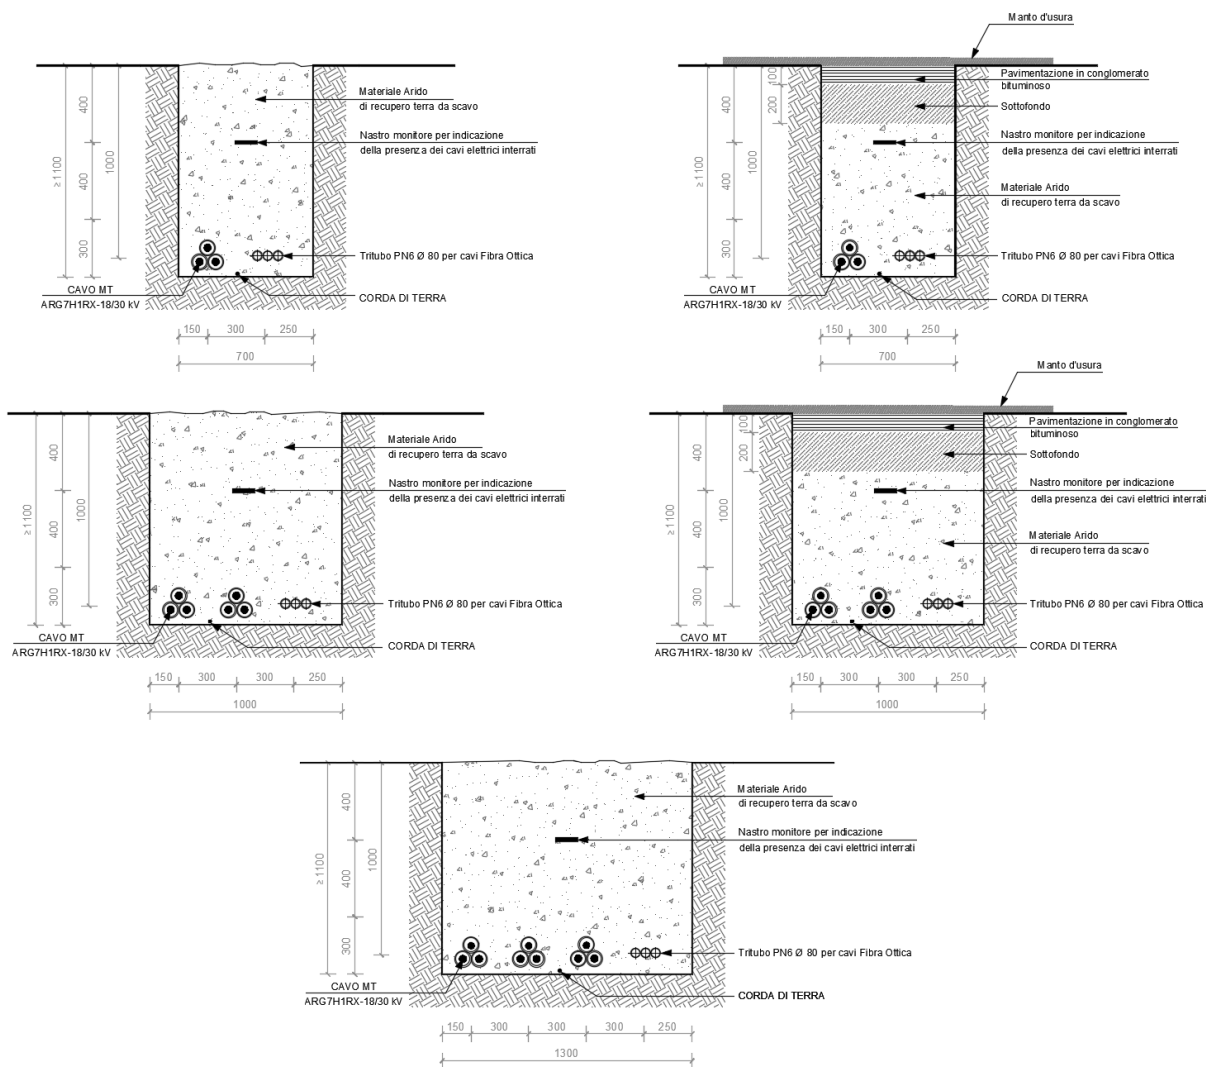 Materiale Arido
di recupero terra da scavo
Nastro monitore per indicazione
della presenza dei cavi elettrici interrati
Tritubo PN6 Ø 80 per cavi Fibra Ottica
CORDA DI TERRA
CAVO MT
ARG7H1RX-18/30 kV
≥ 1100
400
400
300
1000
150
300
250
700
Manto d'usura
Pavimentazione in conglomerato
bituminoso
Sottofondo
Nastro monitore per indicazione
della presenza dei cavi elettrici interrati
Materiale Arido
di recupero terra da scavo
Tritubo PN6 Ø 80 per cavi Fibra Ottica
CORDA DI TERRA
CAVO MT
ARG7H1RX-18/30 kV
≥ 1100
400
400
300
1000
100
200
150
300
250
700
Materiale Arido
di recupero terra da scavo
Nastro monitore per indicazione
della presenza dei cavi elettrici interrati
Tritubo PN6 Ø 80 per cavi Fibra Ottica
CORDA DI TERRA
CAVO MT
ARG7H1RX-18/30 kV
≥ 1100
400
400
300
1000
150
300
300
250
1000
Manto d'usura
Pavimentazione in conglomerato
bituminoso
Sottofondo
Nastro monitore per indicazione
della presenza dei cavi elettrici interrati
Materiale Arido
di recupero terra da scavo
Tritubo PN6 Ø 80 per cavi Fibra Ottica
CORDA DI TERRA
CAVO MT
ARG7H1RX-18/30 kV
≥ 1100
400
400
300
1000
100
200
150
300
300
250
1000
Materiale Arido
di recupero terra da scavo
Nastro monitore per indicazione
della presenza dei cavi elettrici interrati
Tritubo PN6 Ø 80 per cavi Fibra Ottica
CORDA DI TERRA
CAVO MT
ARG7H1RX-18/30 kV
≥ 1100
400
400
300
1000
150
300
300
300
250
1300